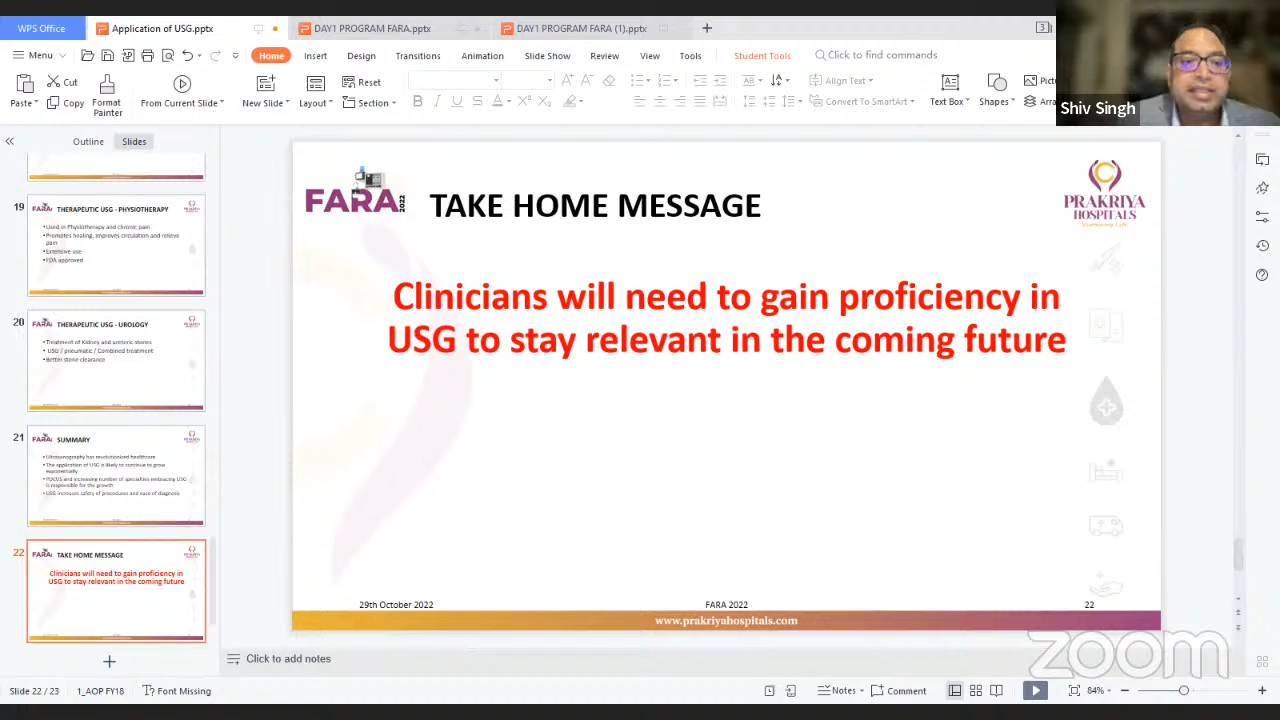 WPS Office
Application of USG.pptx
DAY1 PROGRAM FARA.pptx
DAY1 PROGRAM FARA (1).pptx
Menu
Home
Insert
Design
Transitions
Animation
Slide Show
Review
View
Tools
Student Tools
Click to find commands
Shiv Singh
Paste
Cut
Copy
Format
Painter
From Current Slide
New Slide
Layout
Reset
Section
Align Text
Convert To SmartArt
Text Box
Shapes
Outline
Slides
19
FARA
THERAPEUTIC USG - PHYSIOTHERAPY
•Used in Physiotherapy and chronic pain
•Promotes healing, improves circulation and relieve
pain
•Extensive use
•FDA approved
20
FARA
THERAPEUTIC USG - UROLOGY
•Treatment of Kidney and ureteric stones
• USG / pneumatic / Combined treatment
•Better stone clearance
21
FARA
SUMMARY
•Ultrasonography has revolutionized healthcare
•The application of USG is likely to continue to grow
exponentially
•POCUS and increasing number of specialties embracing USG
is responsible for the growth
•USG increases safety of procedures and ease of diagnosis
22
FARA
TAKE HOME MESSAGE
Clinicians will need to gain proficiency in
USG to stay relevant in the coming future
FARA 2022
TAKE HOME MESSAGE
PRAKRIYA
HOSPITALS
Clinicians will need to gain proficiency in
USG to stay relevant in the coming future
29th October 2022
FARA 2022
22
www.prakriyahospitals.com
zoom
Click to add notes
Slide 22 / 23
1_AOP FY18
Font Missing
Notes
Comment
84%